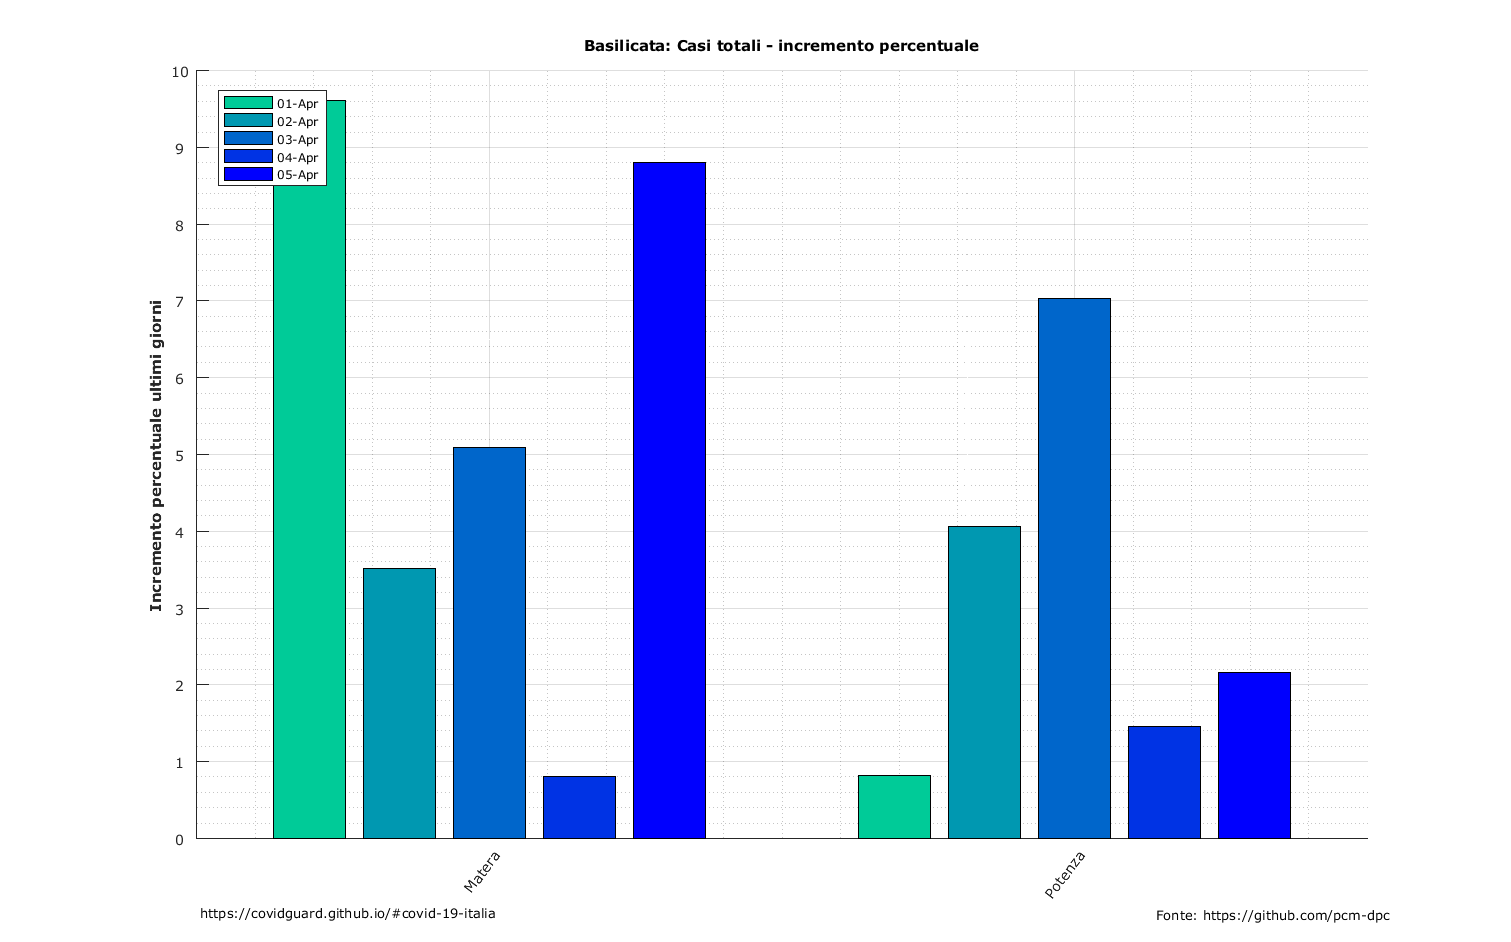 Basilicata: Casi totali - incremento percentuale
Incremento percentuale ultimi giorni
10
9
8
7
6
5
4
3
2
1
0
01-Apr
02-Apr
03-Apr
04-Apr
05-Apr
Matera
Potenza
https://covidguard.github.io/#covid-19-italia
Fonte: https://github.com/pcm-dpc